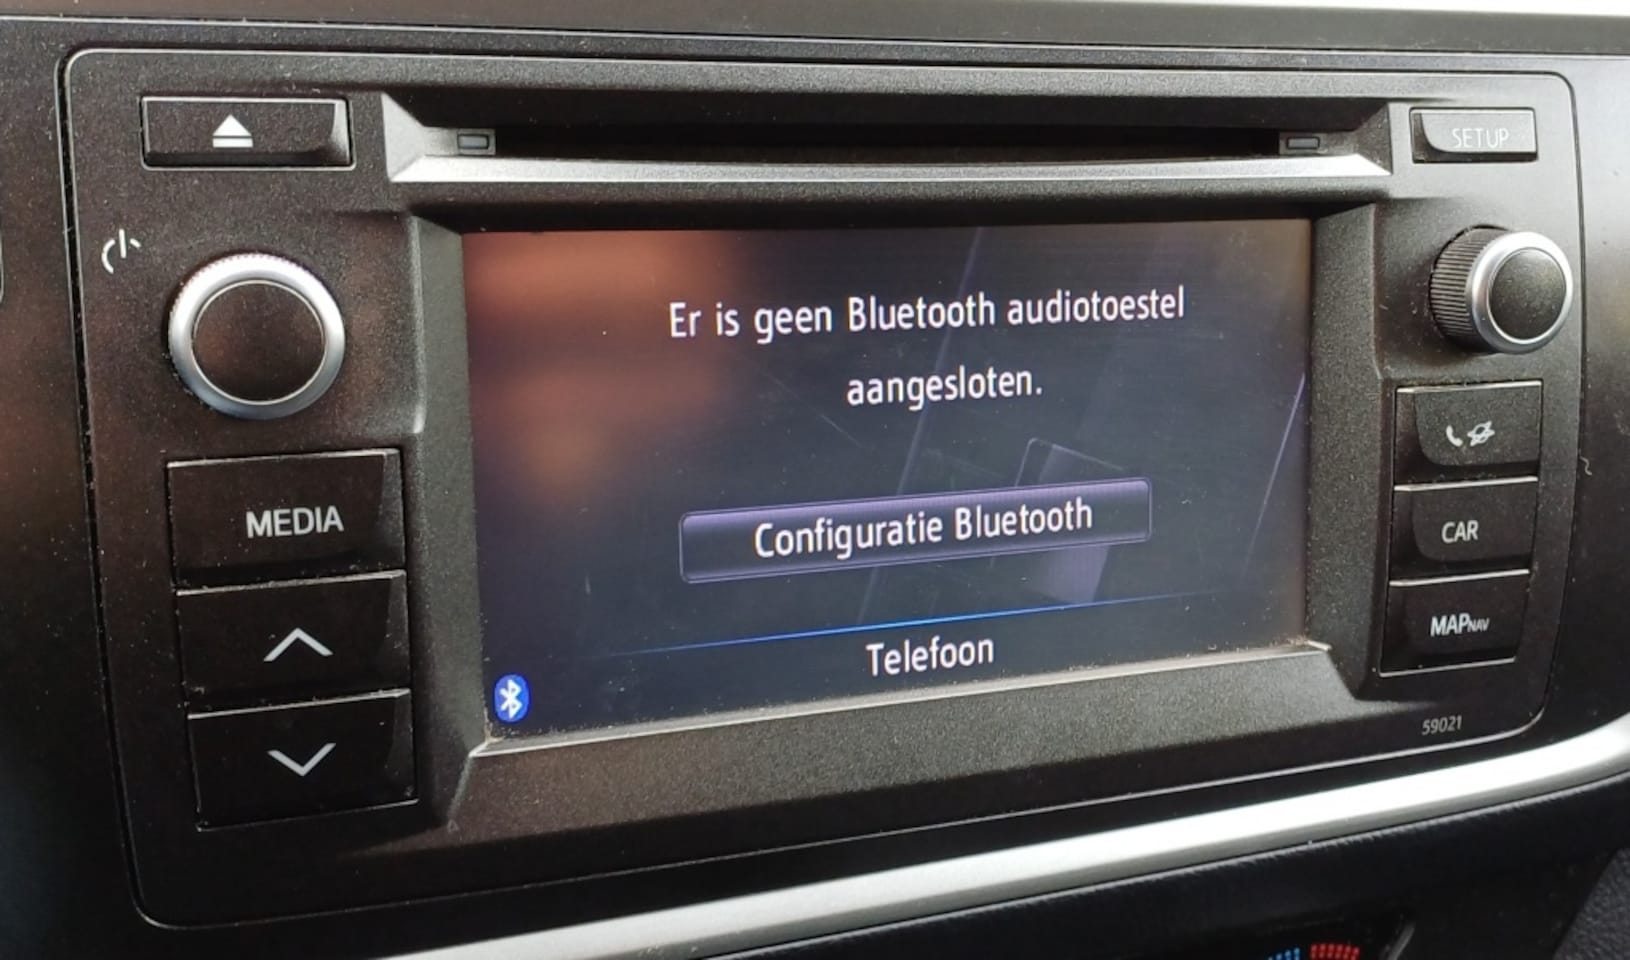 SETUP
Er is geen Bluetooth audiotoestel
aangesloten.
MEDIA
Configuratie Bluetooth
CAR
MAPNAV
Telefoon
59021